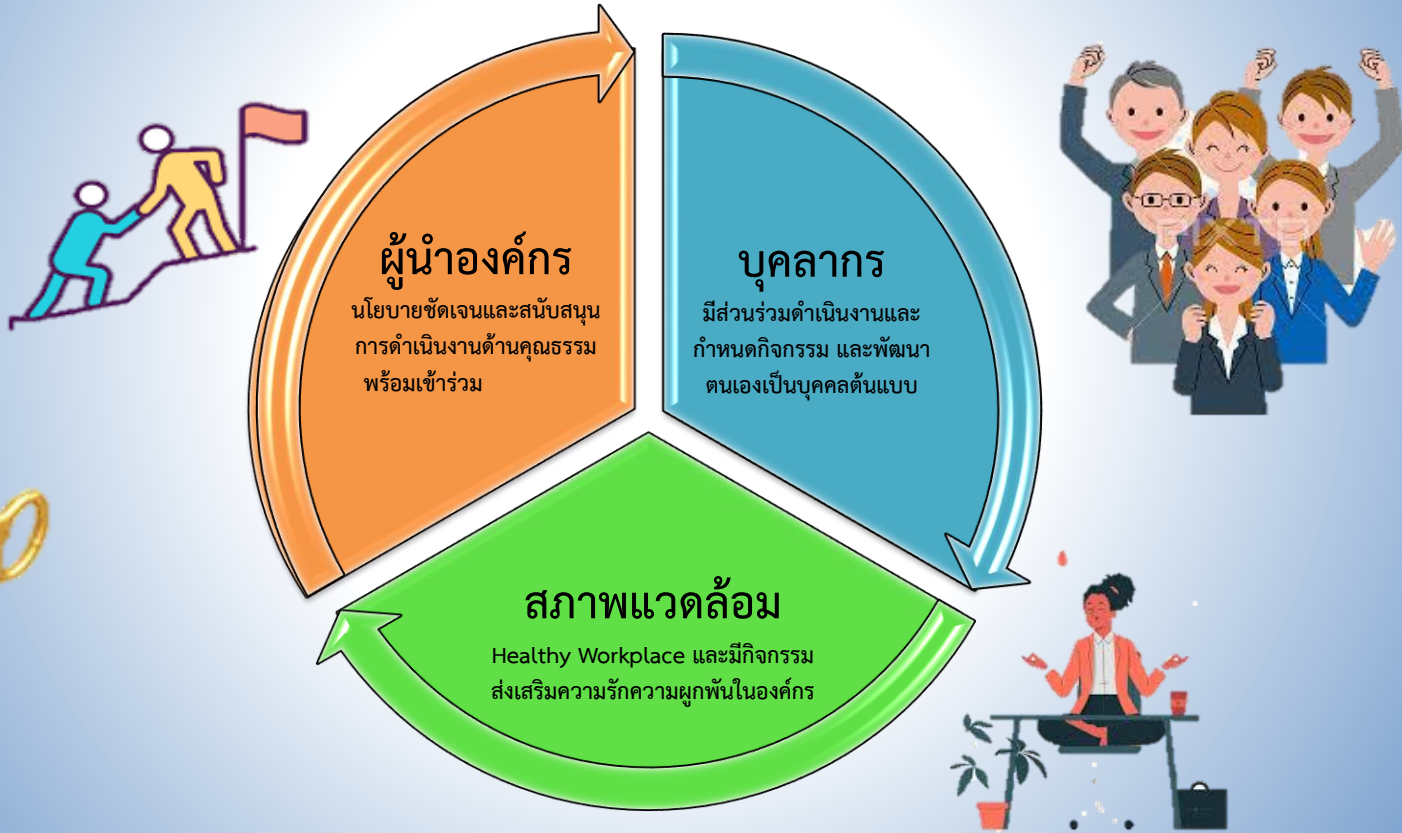 ผู้นำองค์กร
นโยบายชัดเจนและสนับสนุน
การดำเนินงานด้านคุณธรรม
พร้อมเข้าร่วม
บุคลากร
มีส่วนร่วมดำเนินงานและ
กำหนดกิจกรรม และพัฒนา
ตนเองเป็นบุคคลต้นแบบ
สภาพแวดล้อม
Healthy Workplace และมีกิจกรรม
ส่งเสริมความรักความผูกพันในองค์กร